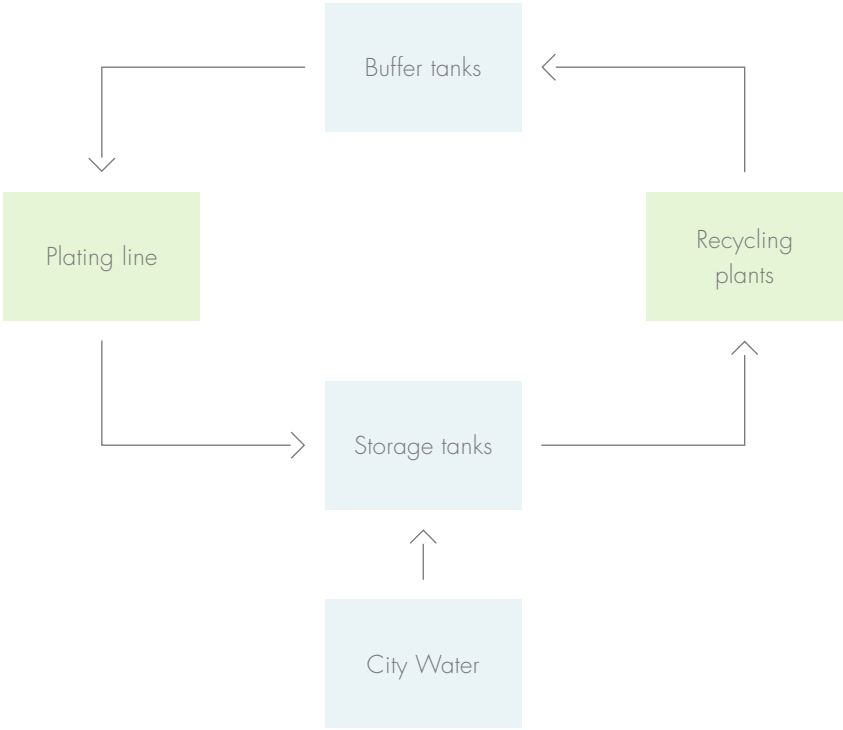 Buffer tanks
Plating line
Recycling
plants
Storage tanks
City Water